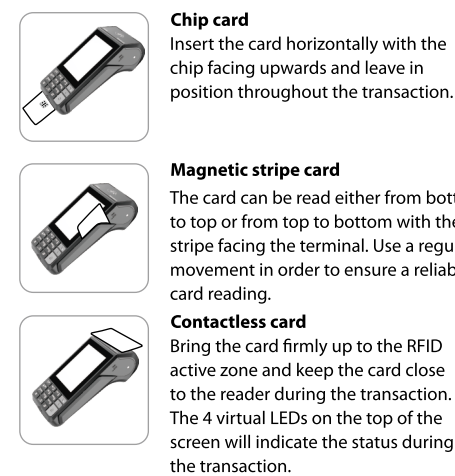 Chip card
Insert the card horizontally with the
chip facing upwards and leave in
position throughout the transaction.
Magnetic stripe card
The card can be read either from
to top or from top to bottom with
stripe facing the terminal. Use a
movement in order to ensure a
card reading.
Contactless card
Bring the card firmly up to the RFID
active zone and keep the card close
to the reader during the transaction.
The 4 virtual LEDs on the top of the
screen will indicate the status during
the transaction.